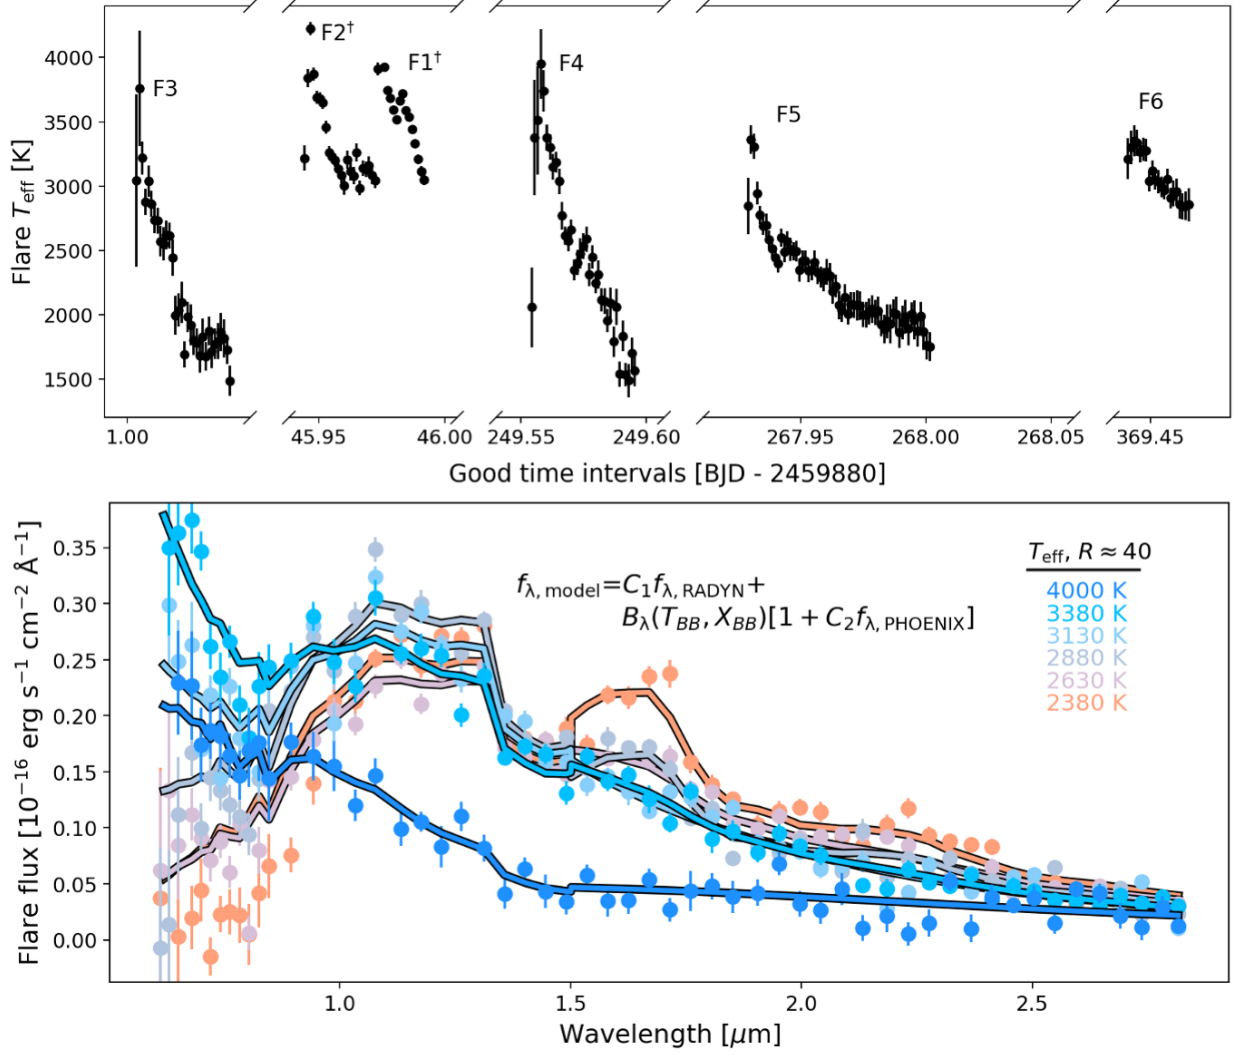 4000
3500
3000
2500
2000
1500
Flare T_eff [K]
F3
F2†
F1†
F4
F5
F6
1.00
45.95
46.00
249.55
249.60
267.95
268.00
268.05
369.45
Good time intervals [BJD - 2459880]
0.35
0.30
0.25
0.20
0.15
0.10
0.05
0.00
Flare flux [10⁻¹⁶ erg s⁻¹ cm⁻² Å⁻¹]
f_λ, model=C₁f_λ, RADYN+
B_λ(T_BB, X_BB)[1 + C₂f_λ, PHOENIX]
T_eff, R ≈ 40
4000 K
3380 K
3130 K
2880 K
2630 K
2380 K
1.0
1.5
2.0
2.5
Wavelength [μm]